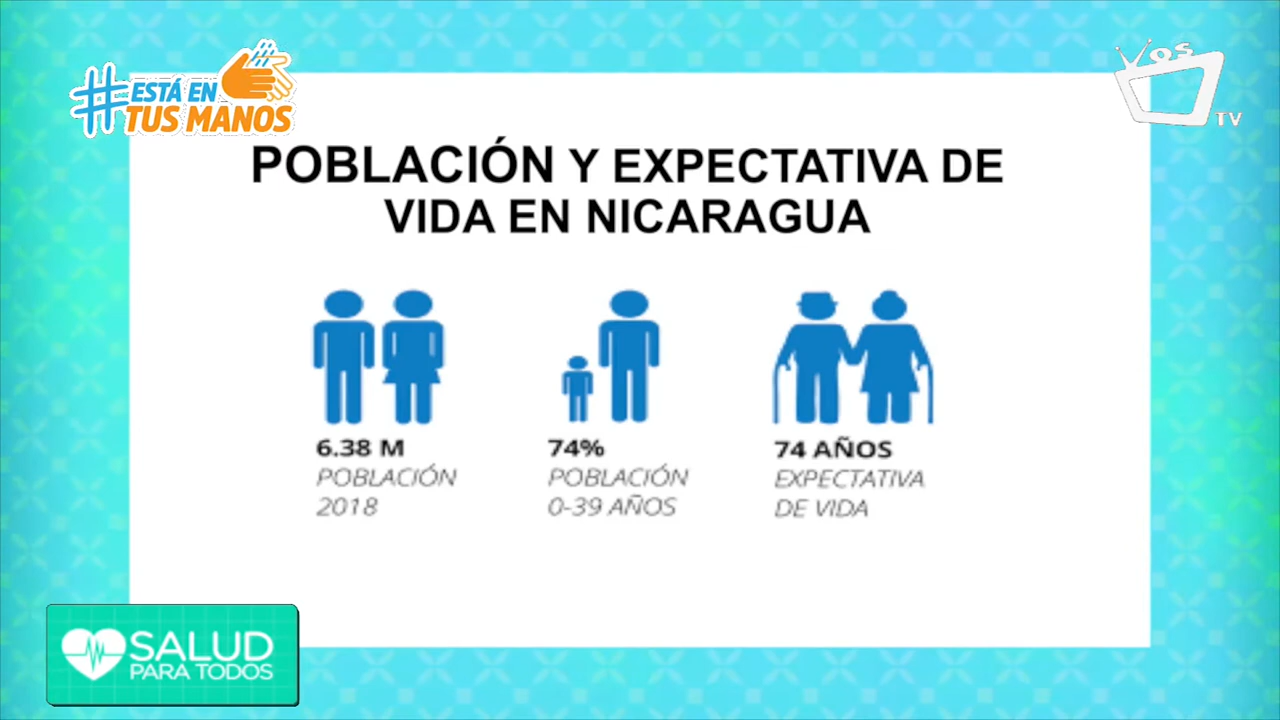 #ESTÁ EN
TUS MANOS
VOS
TV
POBLACIÓN Y EXPECTATIVA DE
VIDA EN NICARAGUA
6.38 M
POBLACIÓN
2018
74%
POBLACIÓN
0-39 AÑOS
74 AÑOS
EXPECTATIVA
DE VIDA
SALUD
PARA TODOS